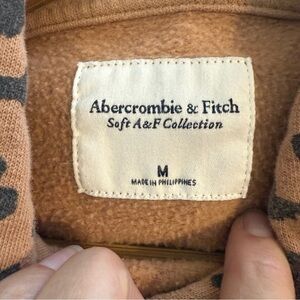 Abercrombie & Fitch
Soft A&F Collection
M
MADE IN PHILIPPINES